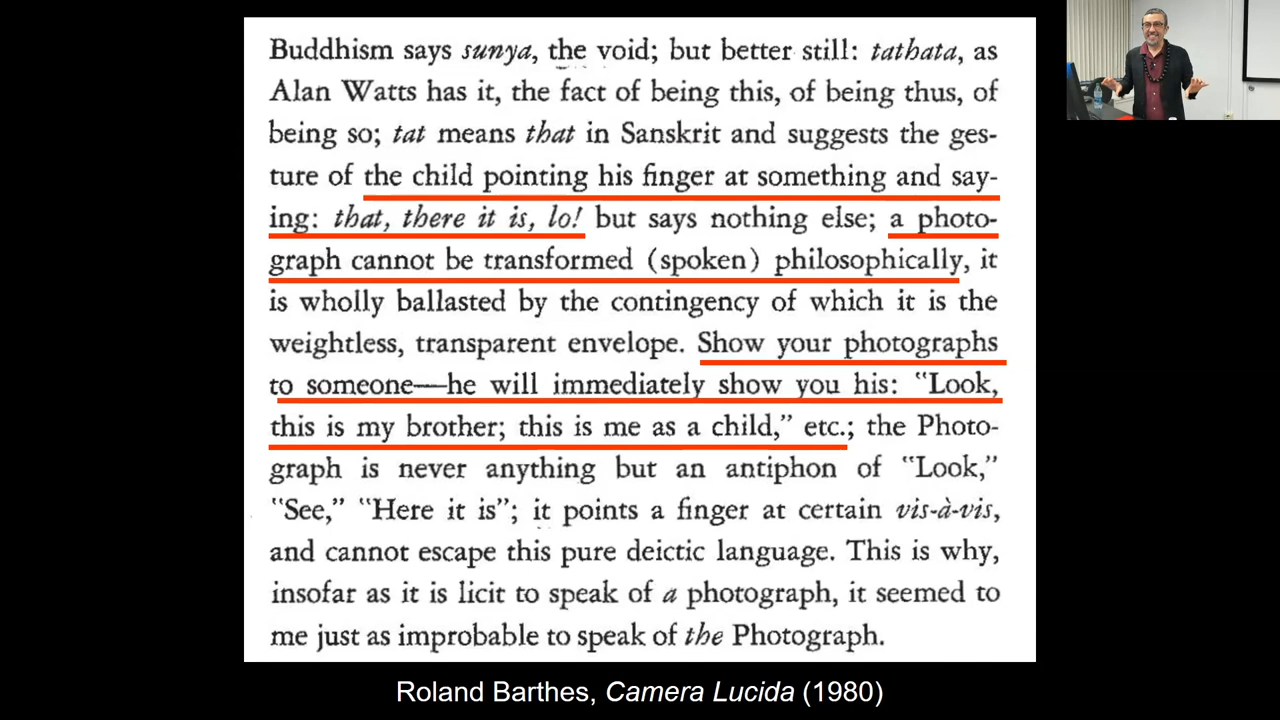 Buddhism says sunya, the void; but better still: tathata, as
Alan Watts has it, the fact of being this, of being thus, of
being so; tat means that in Sanskrit and suggests the ges-
ture of the child pointing his finger at something and say-
ing: that, there it is, lo! but says nothing else; a photo-
graph cannot be transformed (spoken) philosophically, it
is wholly ballasted by the contingency of which it is the
weightless, transparent envelope. Show your photographs
to someone—he will immediately show you his: “Look,
this is my brother; this is me as a child,” etc.; the Photo-
graph is never anything but an antiphon of “Look,”
“See,” “Here it is”; it points a finger at certain vis-à-vis,
and cannot escape this pure deictic language. This is why,
insofar as it is licit to speak of a photograph, it seemed to
me just as improbable to speak of the Photograph.
Roland Barthes, Camera Lucida (1980)